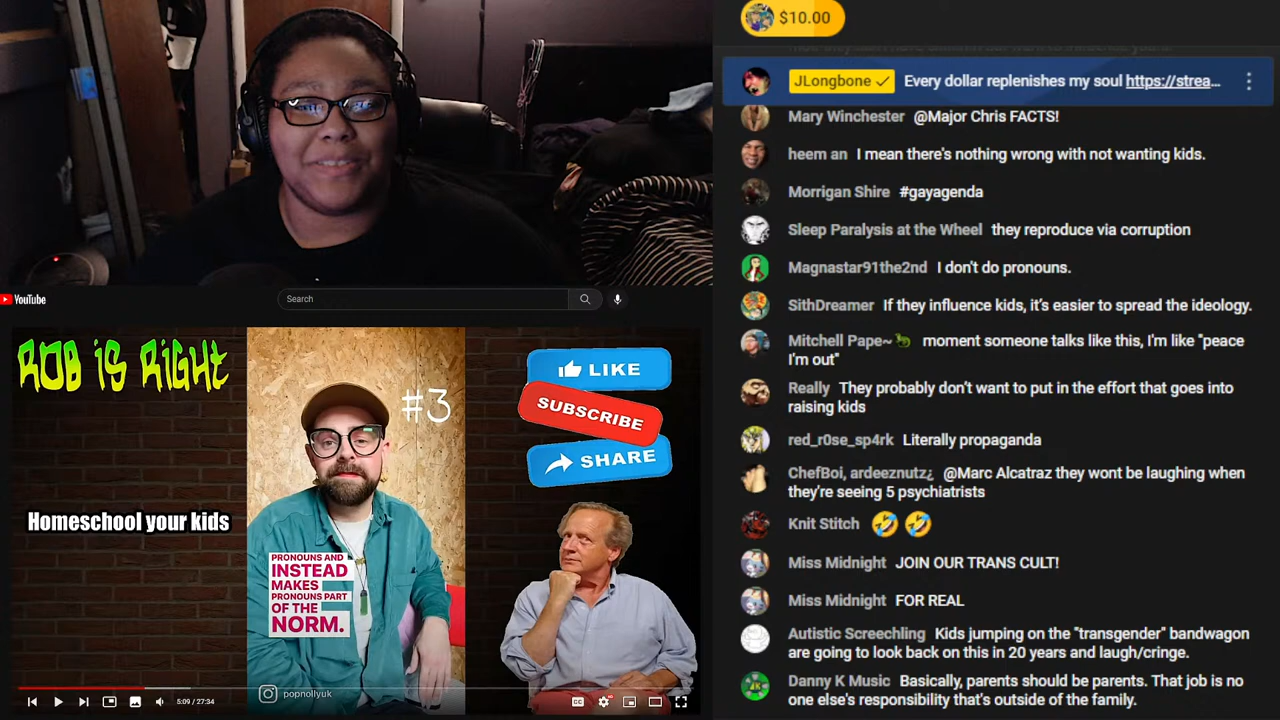 $10.00
JLongbone Every dollar replenishes my soul https://strea...
Mary Winchester @Major Chris FACTS!
heem an I mean there's nothing wrong with not wanting kids.
Morrigan Shire #gayagenda
Sleep Paralysis at the Wheel they reproduce via corruption
Magnastar91the2nd I don't do pronouns.
SithDreamer If they influence kids, it's easier to spread the ideology.
Mitchell Pape~ moment someone talks like this, I'm like "peace
I'm out"
Really They probably don't want to put in the effort that goes into
raising kids
red_r0se_sp4rk Literally propaganda
ChefBoi, ardeeznutz¿ @Marc Alcatraz they wont be laughing when
they're seeing 5 psychiatrists
Knit Stitch
Miss Midnight JOIN OUR TRANS CULT!
Miss Midnight FOR REAL
Autistic Screechling Kids jumping on the "transgender" bandwagon
are going to look back on this in 20 years and laugh/cringe.
Danny K Music Basically, parents should be parents. That job is no
one else's responsibility that's outside of the family.
YouTube
Search
ROB iS RiGHT
Homeschool your kids
#3
PRONOUNS AND
INSTEAD
MAKES
PRONOUNS PART
OF THE
NORM.
popnollyuk
LIKE
SUBSCRIBE
SHARE
5:09 / 27:34